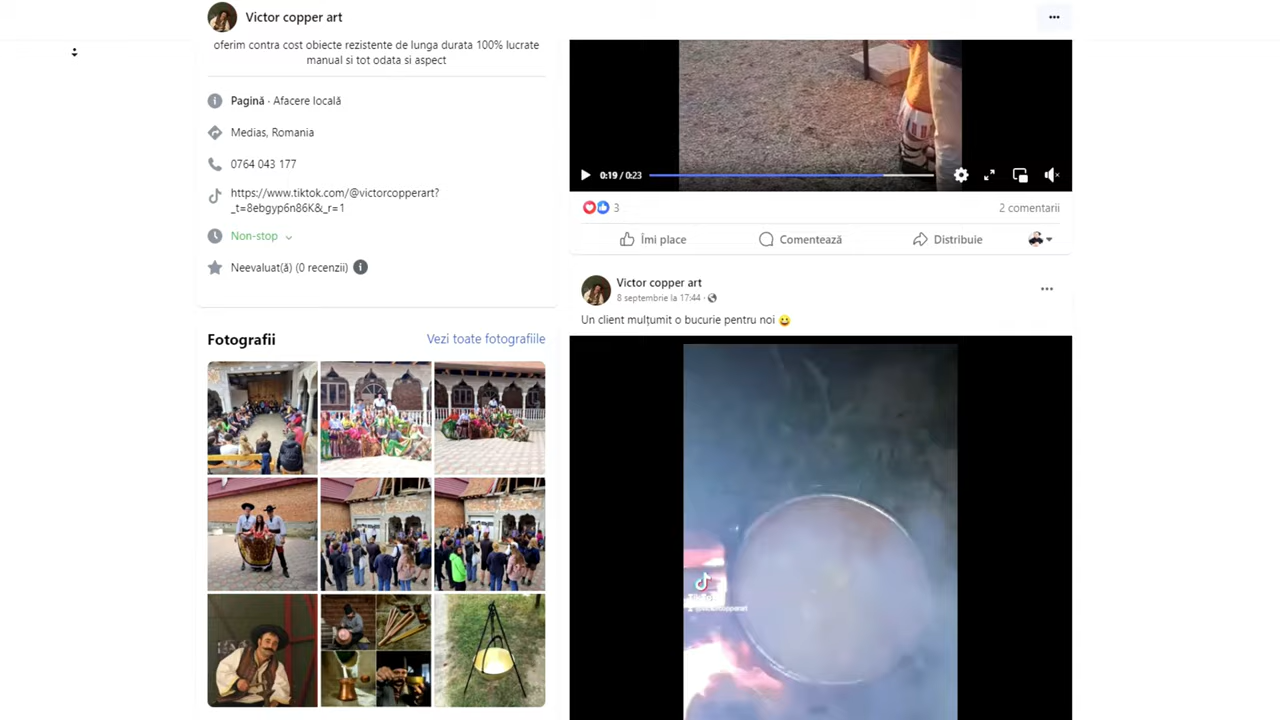 Victor copper art
oferim contra cost obiecte rezistente de lunga durata 100% lucrate
manual si tot odata si aspect
Pagină · Afacere locală
Medias, Romania
0764 043 177
https://www.tiktok.com/@victorcopperart?
_t=8ebgyp6n86K&_r=1
Non-stop
Neevaluat(ă) (0 recenzii)
Fotografii
Vezi toate fotografiile
0:19 / 0:23
3
2 comentarii
Îmi place
Comentează
Distribuie
Victor copper art
8 septembrie la 17:44 ·
Un client mulțumit o bucurie pentru noi 😀
TikTok
@victorcopperart